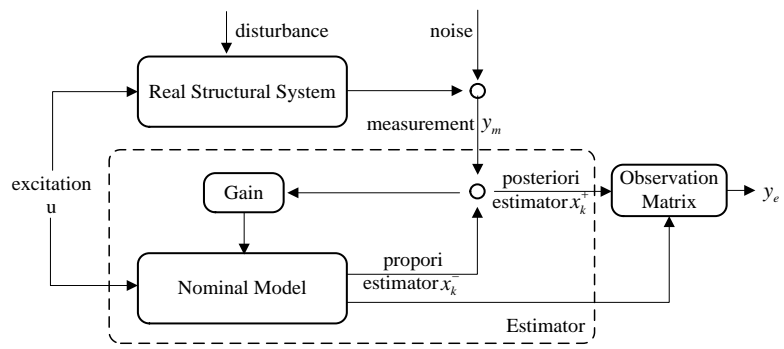 disturbance
noise
Real Structural System
measurement y_m
excitation
u
Gain
posteriori
estimator x_k^+
Observation
Matrix
y_e
Nominal Model
propori
estimator x_k^-
Estimator